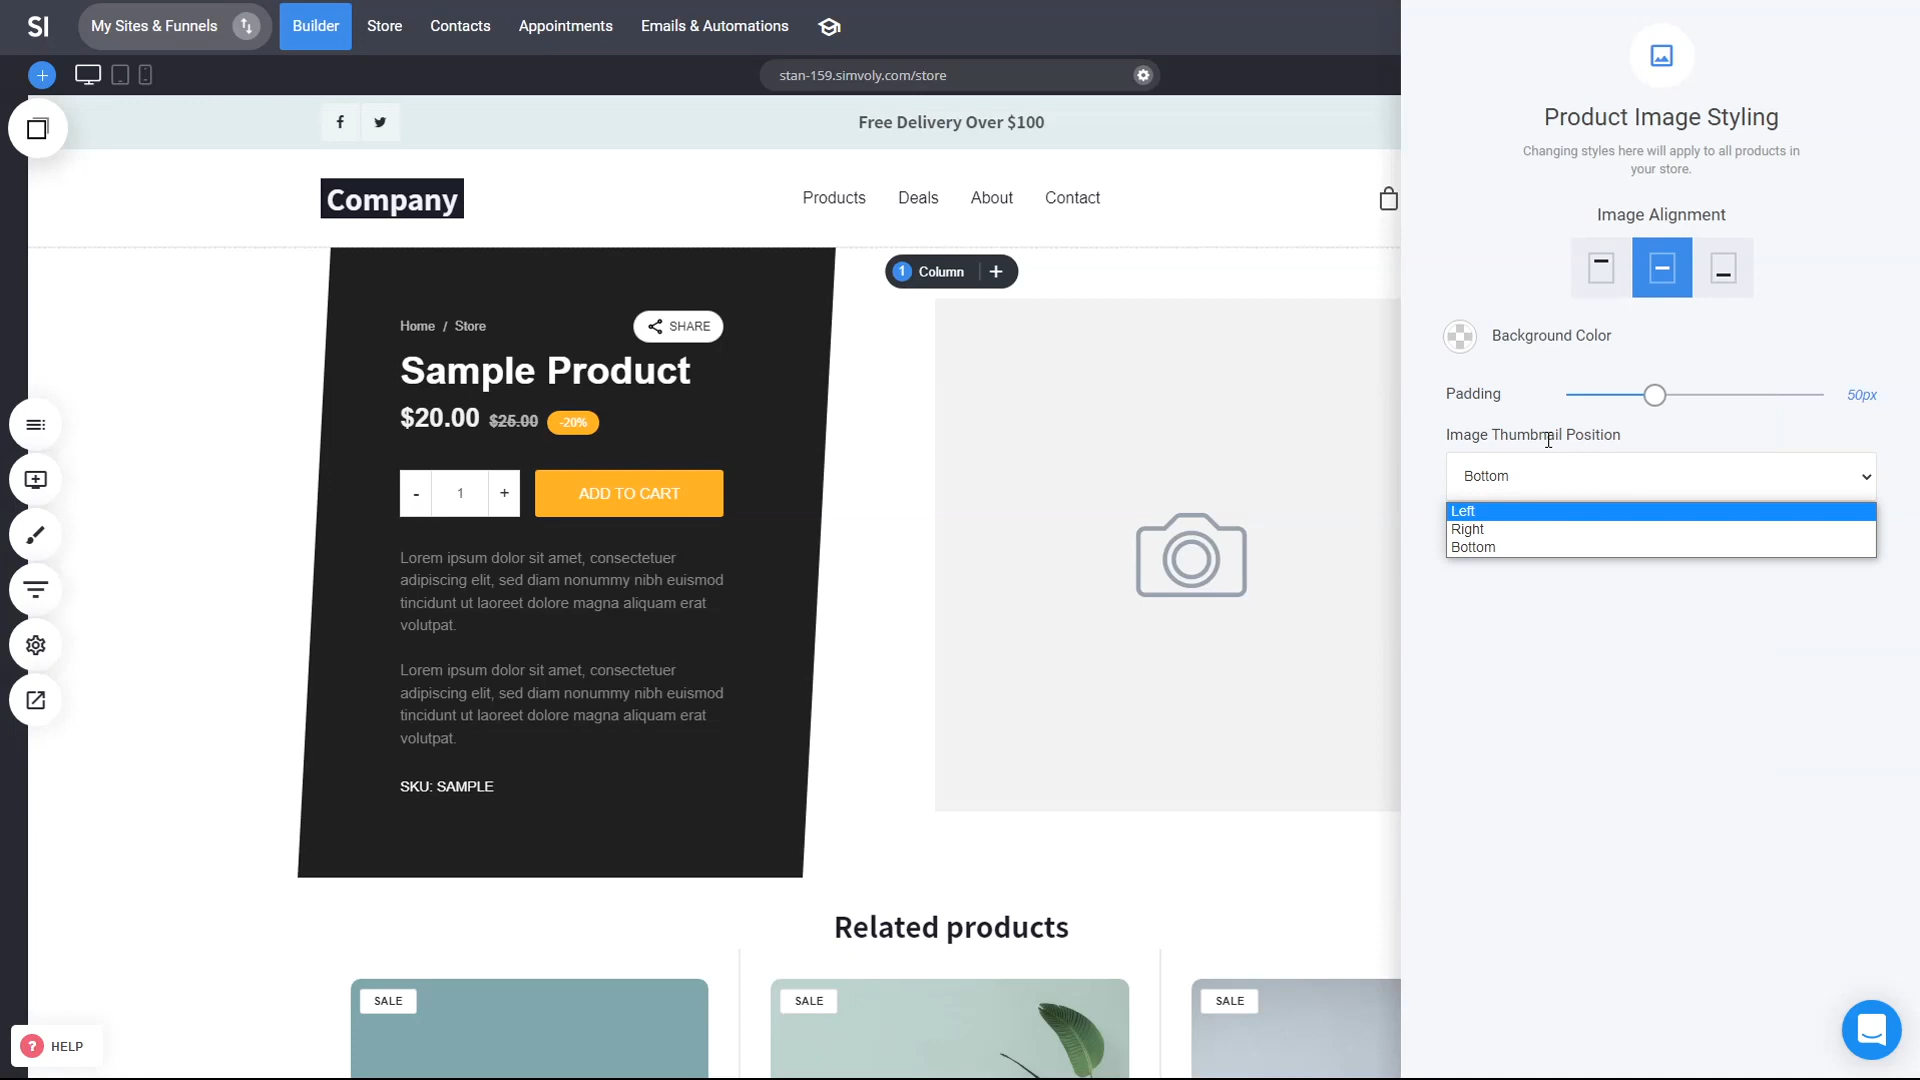 SI
My Sites & Funnels
Builder
Store
Contacts
Appointments
Emails & Automations
stan-159.simvoly.com/store
Free Delivery Over $100
Company
Products
Deals
About
Contact
1 Column +
Home / Store
SHARE
Sample Product
$20.00 $25.00 -20%
- 1 +
ADD TO CART
Lorem ipsum dolor sit amet, consectetuer
adipiscing elit, sed diam nonummy nibh euismod
tincidunt ut laoreet dolore magna aliquam erat
volutpat.
Lorem ipsum dolor sit amet, consectetuer
adipiscing elit, sed diam nonummy nibh euismod
tincidunt ut laoreet dolore magna aliquam erat
volutpat.
SKU: SAMPLE
Related products
SALE
SALE
SALE
? HELP
Product Image Styling
Changing styles here will apply to all products in
your store.
Image Alignment
Background Color
Padding
50px
Image Thumbnail Position
Bottom
Left
Right
Bottom